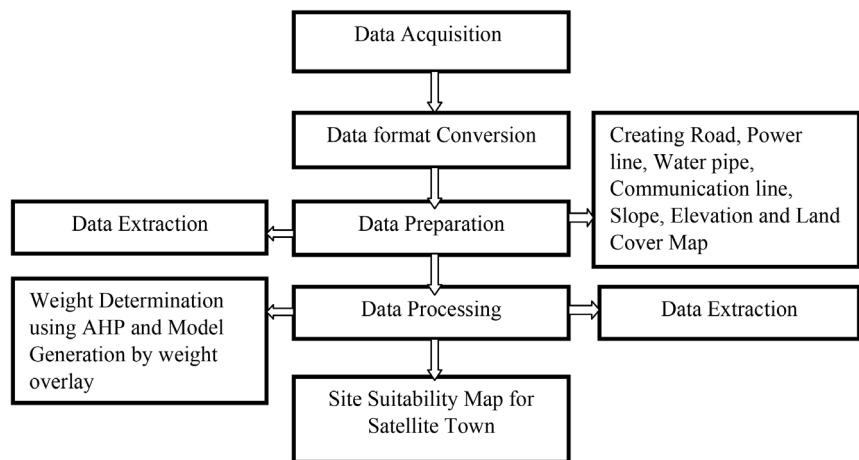 Data Acquisition
Data format Conversion
Creating Road, Power
line, Water pipe,
Communication line,
Slope, Elevation and Land
Cover Map
Data Extraction
Data Preparation
Weight Determination
using AHP and Model
Generation by weight
overlay
Data Processing
Data Extraction
Site Suitability Map for
Satellite Town